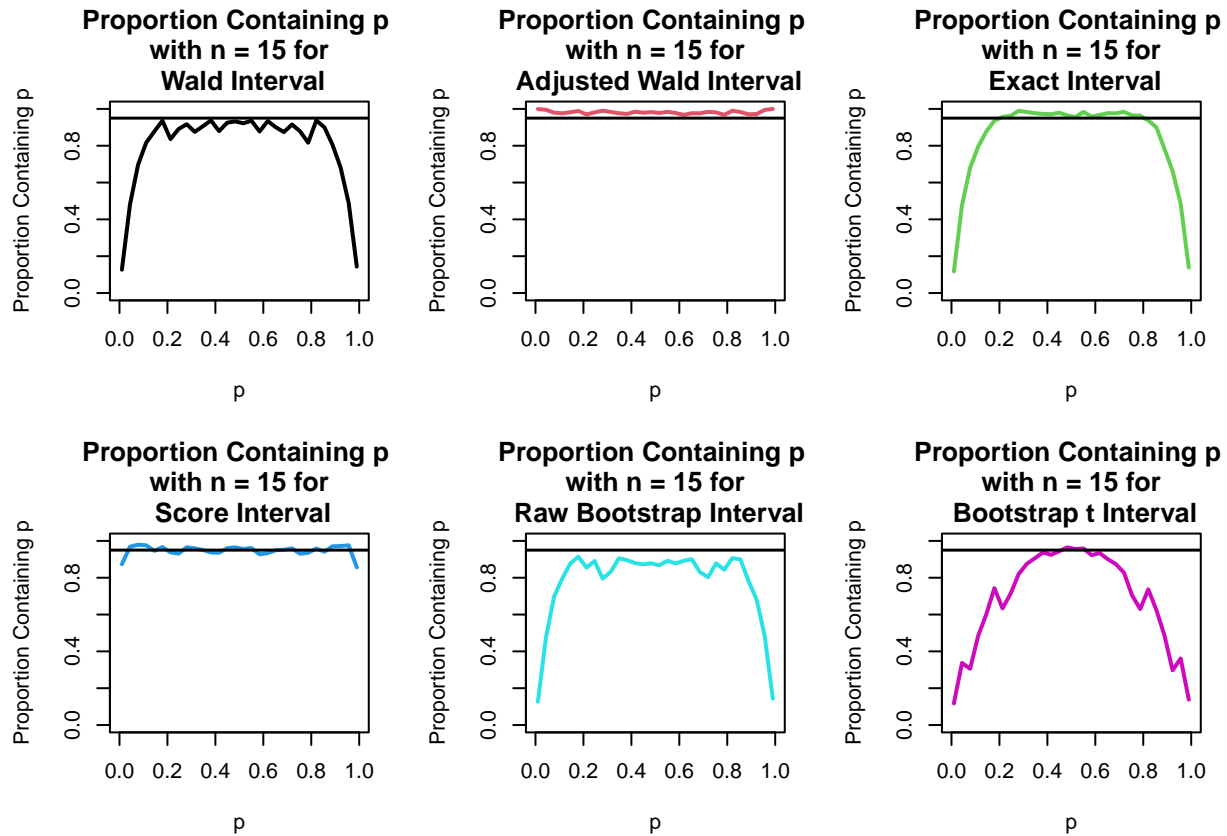 Proportion Containing p
with n = 15 for
Wald Interval
Proportion Containing p
0.0 0.4 0.8
0.0 0.2 0.4 0.6 0.8 1.0
p
Proportion Containing p
with n = 15 for
Adjusted Wald Interval
Proportion Containing p
0.0 0.4 0.8
0.0 0.2 0.4 0.6 0.8 1.0
p
Proportion Containing p
with n = 15 for
Exact Interval
Proportion Containing p
0.0 0.4 0.8
0.0 0.2 0.4 0.6 0.8 1.0
p
Proportion Containing p
with n = 15 for
Score Interval
Proportion Containing p
0.0 0.4 0.8
0.0 0.2 0.4 0.6 0.8 1.0
p
Proportion Containing p
with n = 15 for
Raw Bootstrap Interval
Proportion Containing p
0.0 0.4 0.8
0.0 0.2 0.4 0.6 0.8 1.0
p
Proportion Containing p
with n = 15 for
Bootstrap t Interval
Proportion Containing p
0.0 0.4 0.8
0.0 0.2 0.4 0.6 0.8 1.0
p